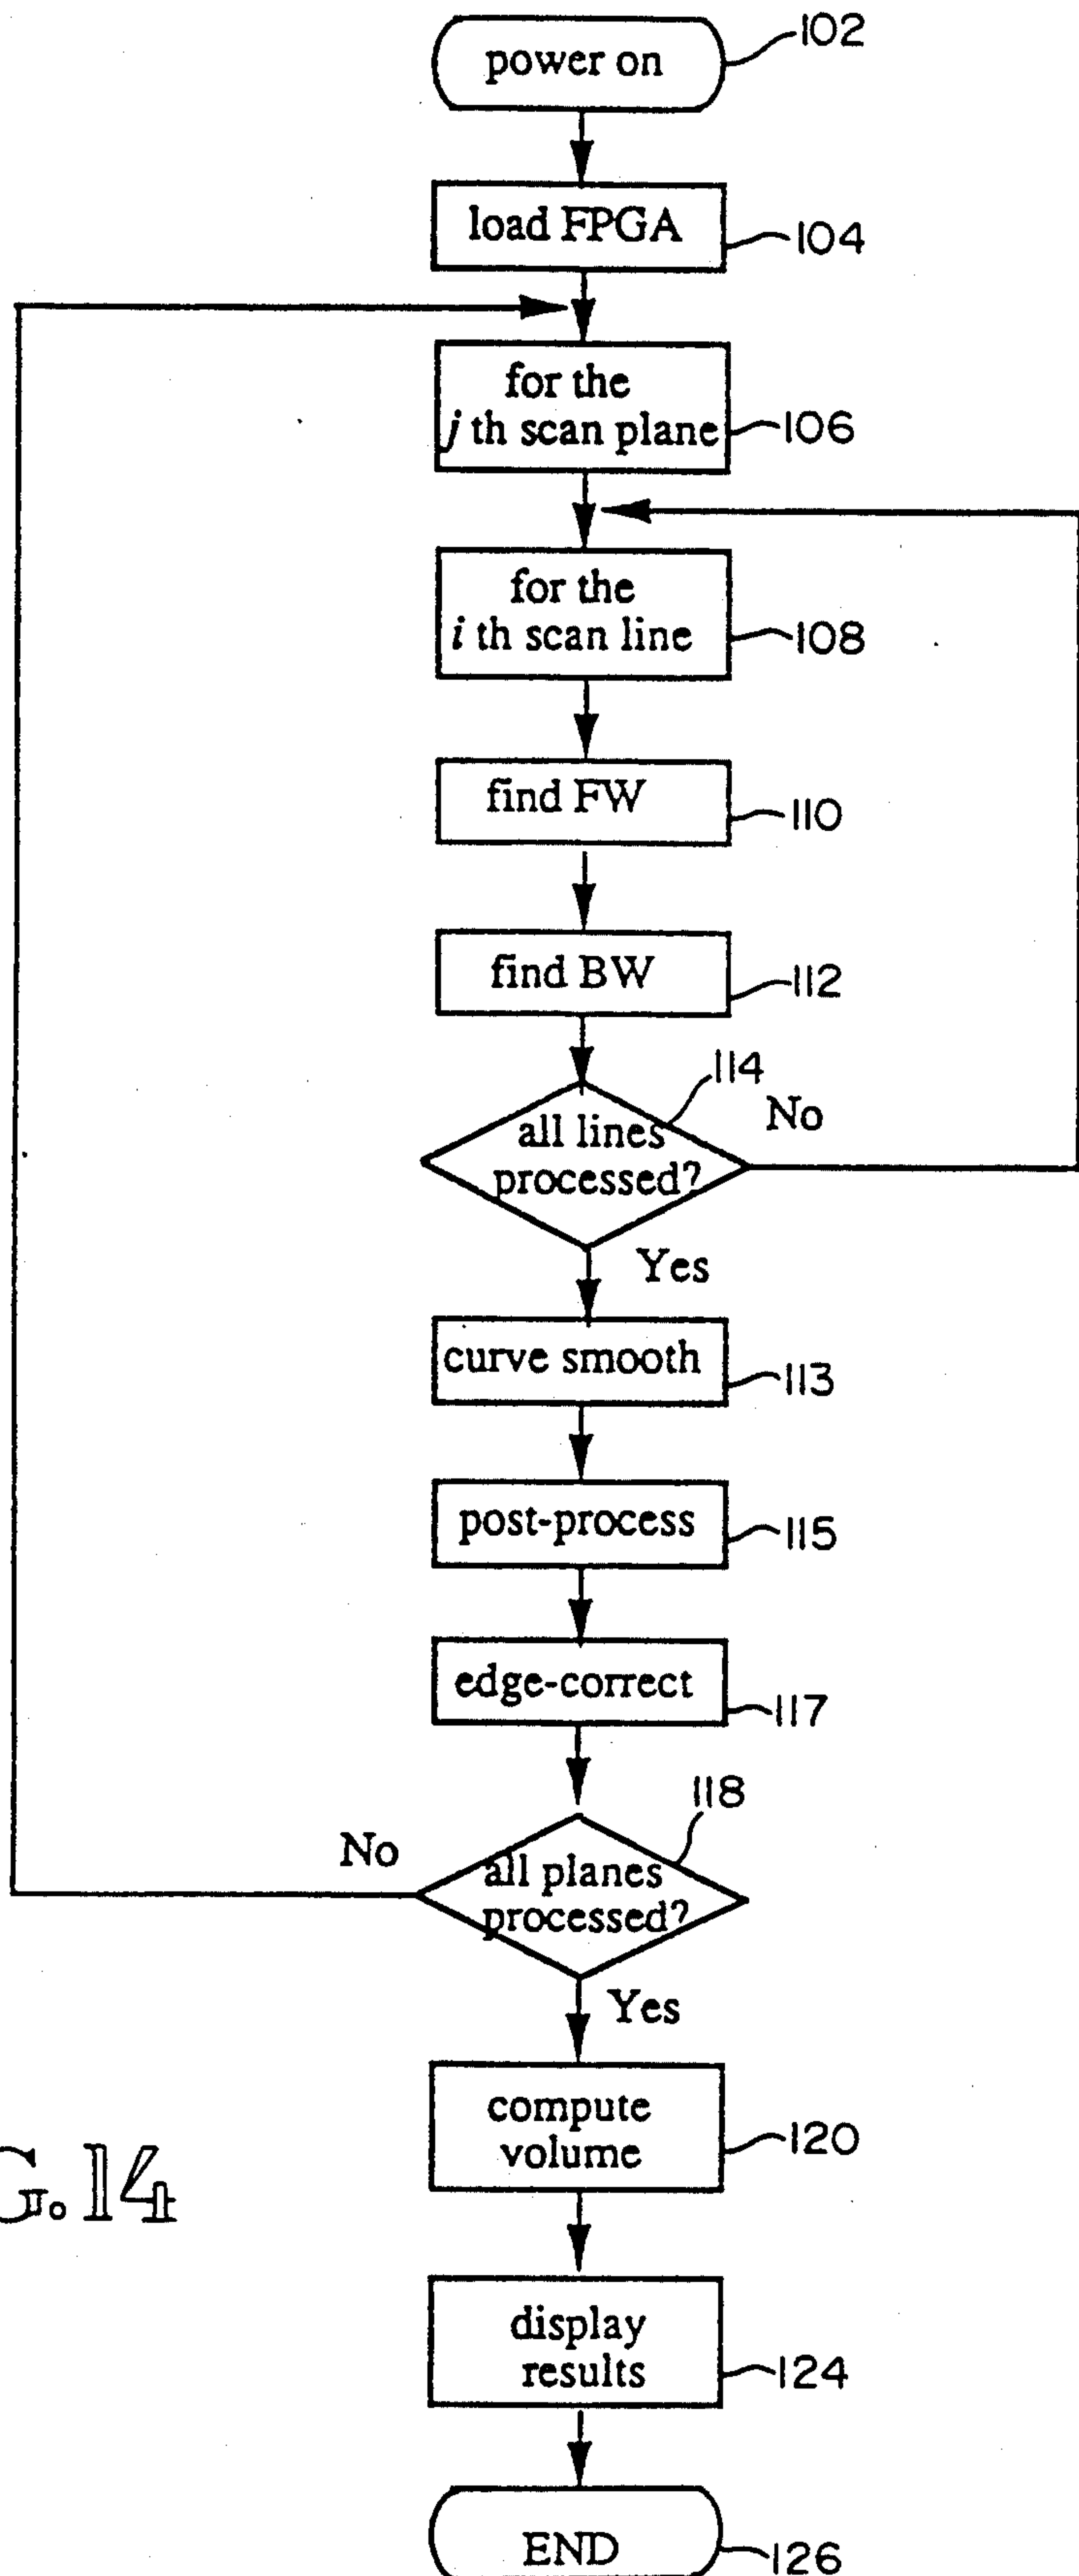 power on
102
load FPGA
104
for the
j th scan plane
106
for the
i th scan line
108
find FW
110
find BW
112
114
all lines
processed?
No
Yes
curve smooth
113
post-process
115
edge-correct
117
118
No
all planes
processed?
Yes
compute
volume
120
G.14
display
results
124
END
126